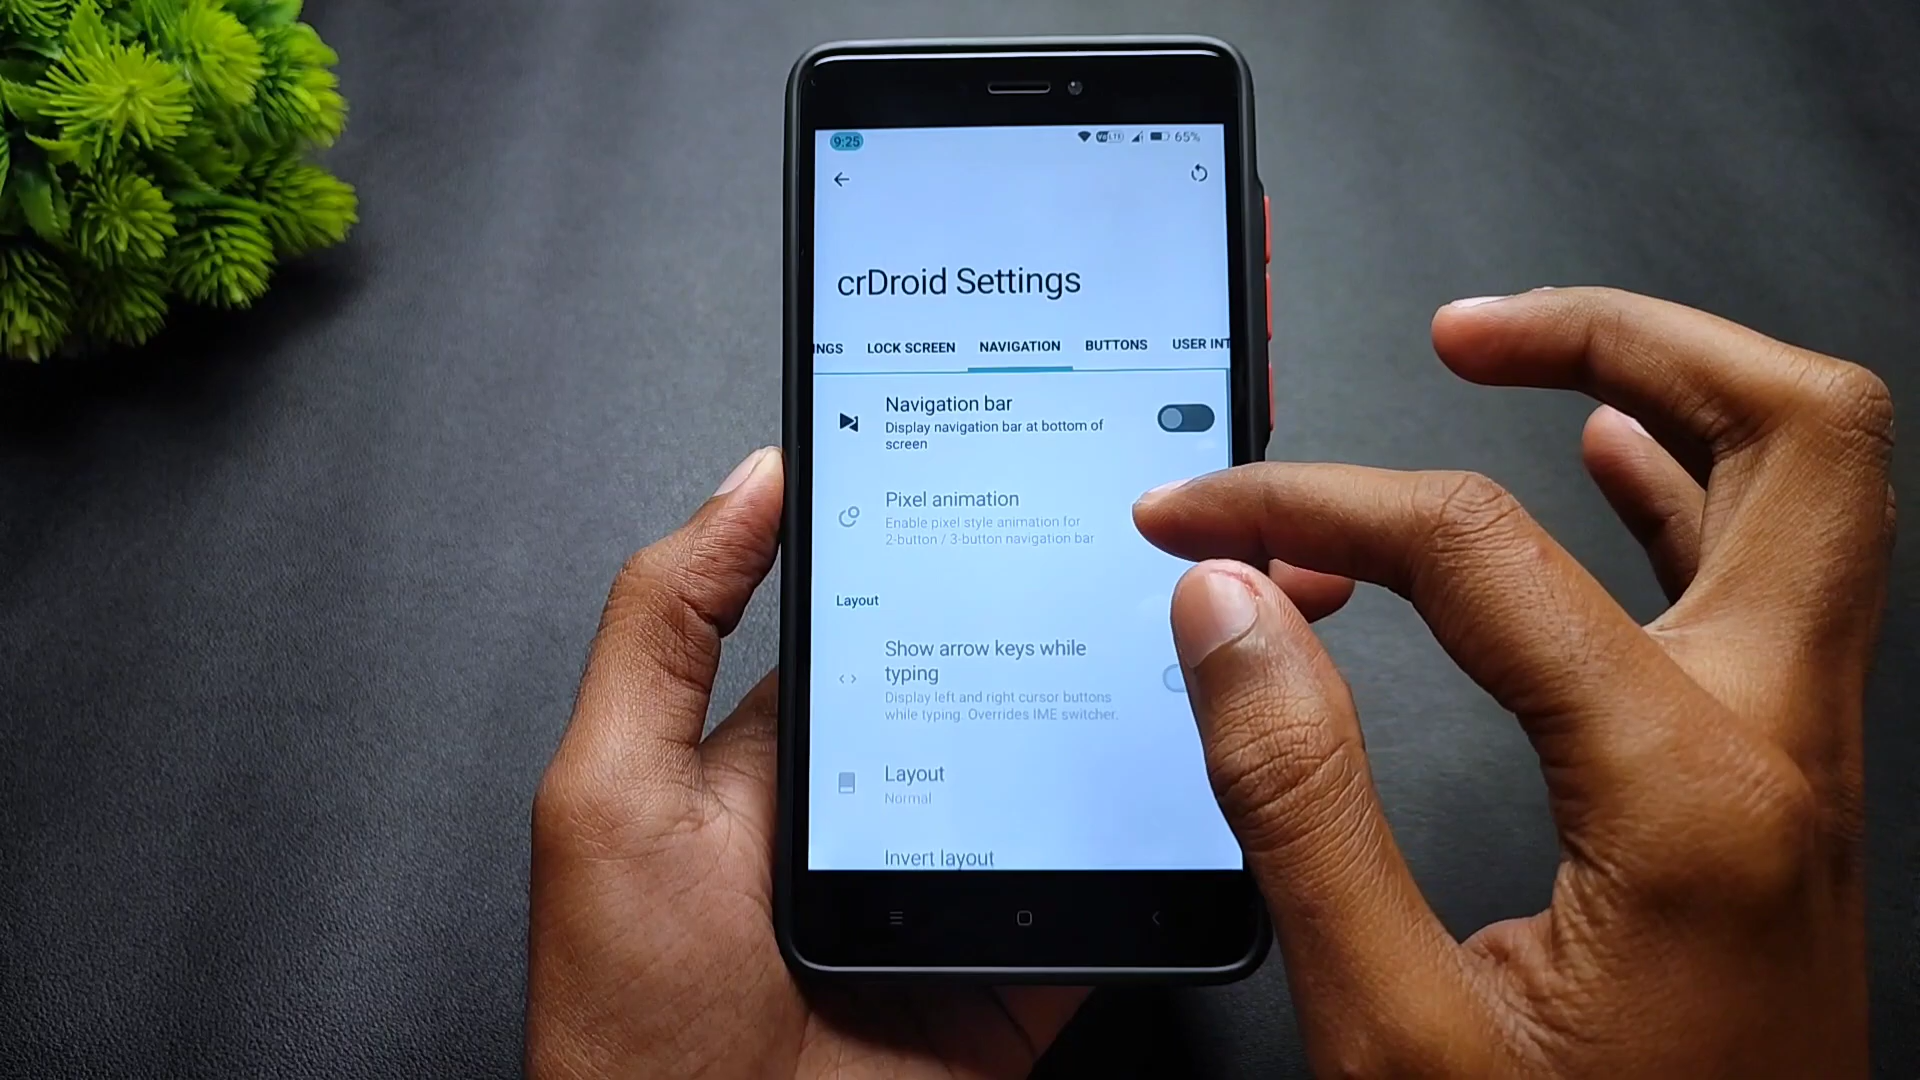 9:25
65%
crDroid Settings
INGS LOCK SCREEN NAVIGATION BUTTONS USER INT
Navigation bar
Display navigation bar at bottom of
screen
Pixel animation
Enable pixel style animation for
2-button / 3-button navigation bar
Layout
Show arrow keys while
typing
Display left and right cursor buttons
while typing. Overrides IME switcher.
Layout
Normal
Invert layout